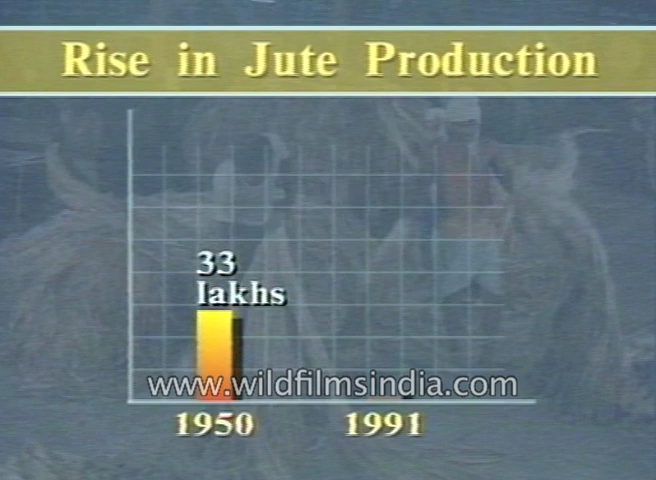 Rise in Jute Production
33
lakhs
www.wildfilmsindia.com
1950 1991